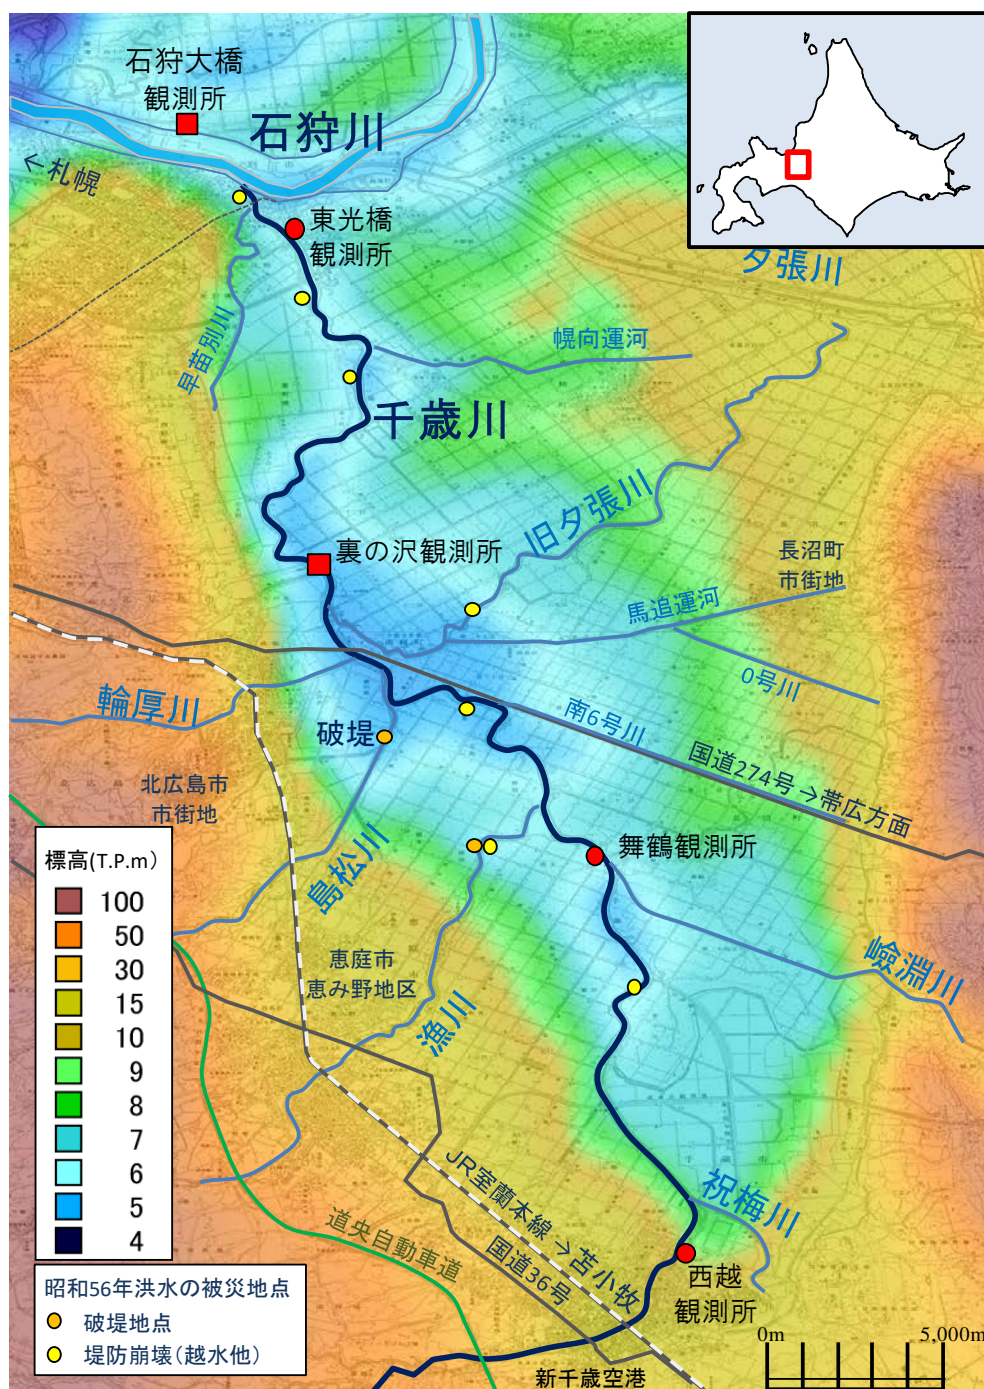 石狩大橋
観測所
石狩川
←札幌
東光橋
観測所
夕張川
早苗別川
幌向運河
千歳川
旧夕張川
裏の沢観測所
長沼町
市街地
馬追運河
0号川
輪厚川
南6号川
破堤
国道274号→帯広方面
北広島市
市街地
標高(T.P.m)
100
50
30
15
10
9
8
7
6
5
4
島松川
舞鶴観測所
嶮淵川
恵庭市
恵み野地区
漁川
JR室蘭本線→苫小牧
祝梅川
道央自動車道
国道36号
西越
観測所
昭和56年洪水の被災地点
破堤地点
堤防崩壊(越水他)
新千歳空港
0m
5,000m